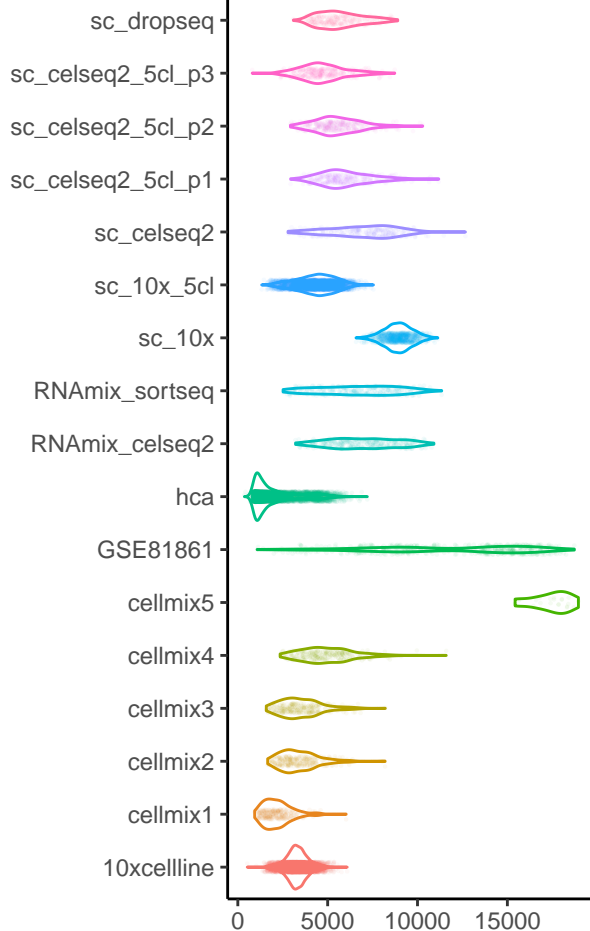 sc_dropseq
sc_celseq2_5cl_p3
sc_celseq2_5cl_p2
sc_celseq2_5cl_p1
sc_celseq2
sc_10x_5cl
sc_10x
RNAmix_sortseq
RNAmix_celseq2
hca
GSE81861
cellmix5
cellmix4
cellmix3
cellmix2
cellmix1
10xcellline
0 5000 10000 15000